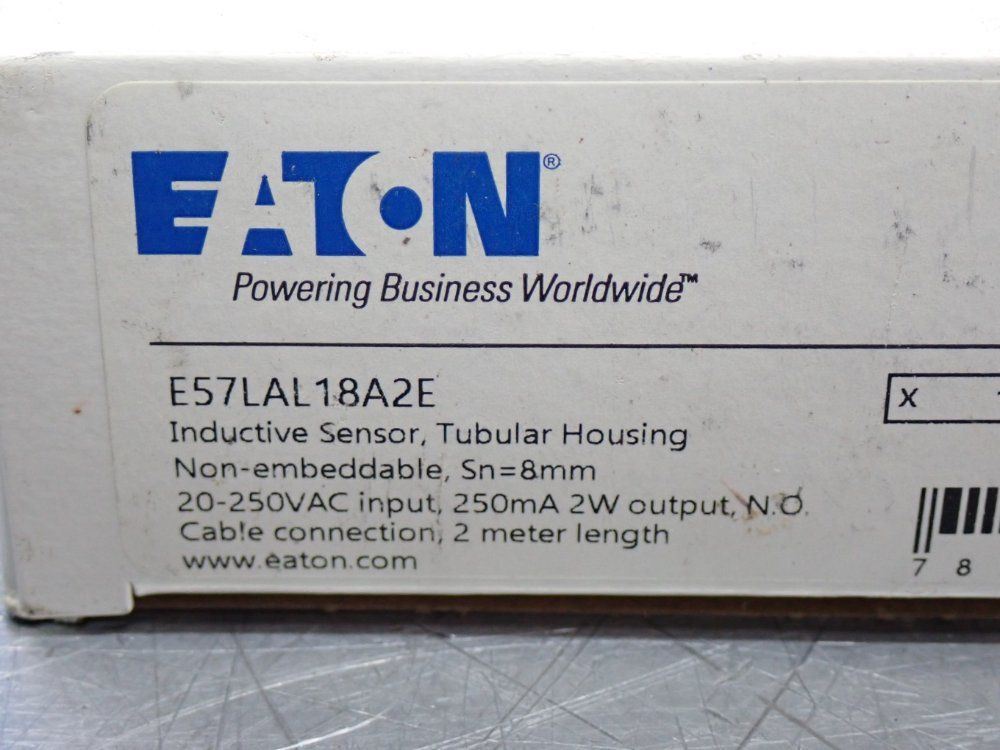 EATON®
Powering Business Worldwide™
E57LAL18A2E
X
Inductive Sensor, Tubular Housing
Non-embeddable, Sn=8mm
20-250VAC input, 250mA 2W output, N.O.
Cable connection, 2 meter length
www.eaton.com
7 8